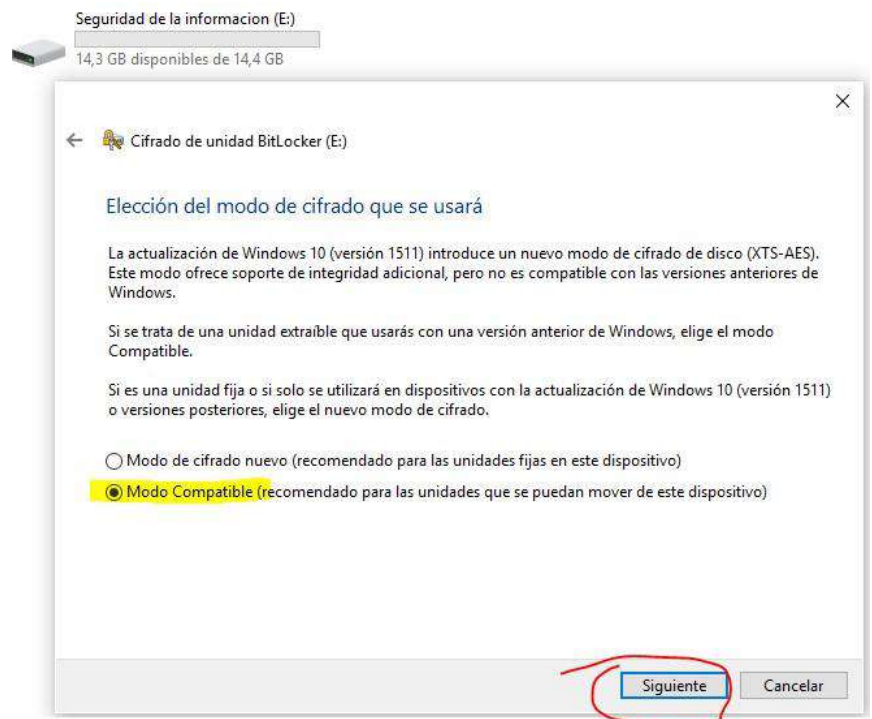 Seguridad de la informacion (E:)
14,3 GB disponibles de 14,4 GB
Cifrado de unidad BitLocker (E:)
Elección del modo de cifrado que se usará
La actualización de Windows 10 (versión 1511) introduce un nuevo modo de cifrado de disco (XTS-AES).
Este modo ofrece soporte de integridad adicional, pero no es compatible con las versiones anteriores de
Windows.
Si se trata de una unidad extraíble que usarás con una versión anterior de Windows, elige el modo
Compatible.
Si es una unidad fija o si solo se utilizará en dispositivos con la actualización de Windows 10 (versión 1511)
o versiones posteriores, elige el nuevo modo de cifrado.
Modo de cifrado nuevo (recomendado para las unidades fijas en este dispositivo)
Modo Compatible (recomendado para las unidades que se puedan mover de este dispositivo)
Siguiente
Cancelar